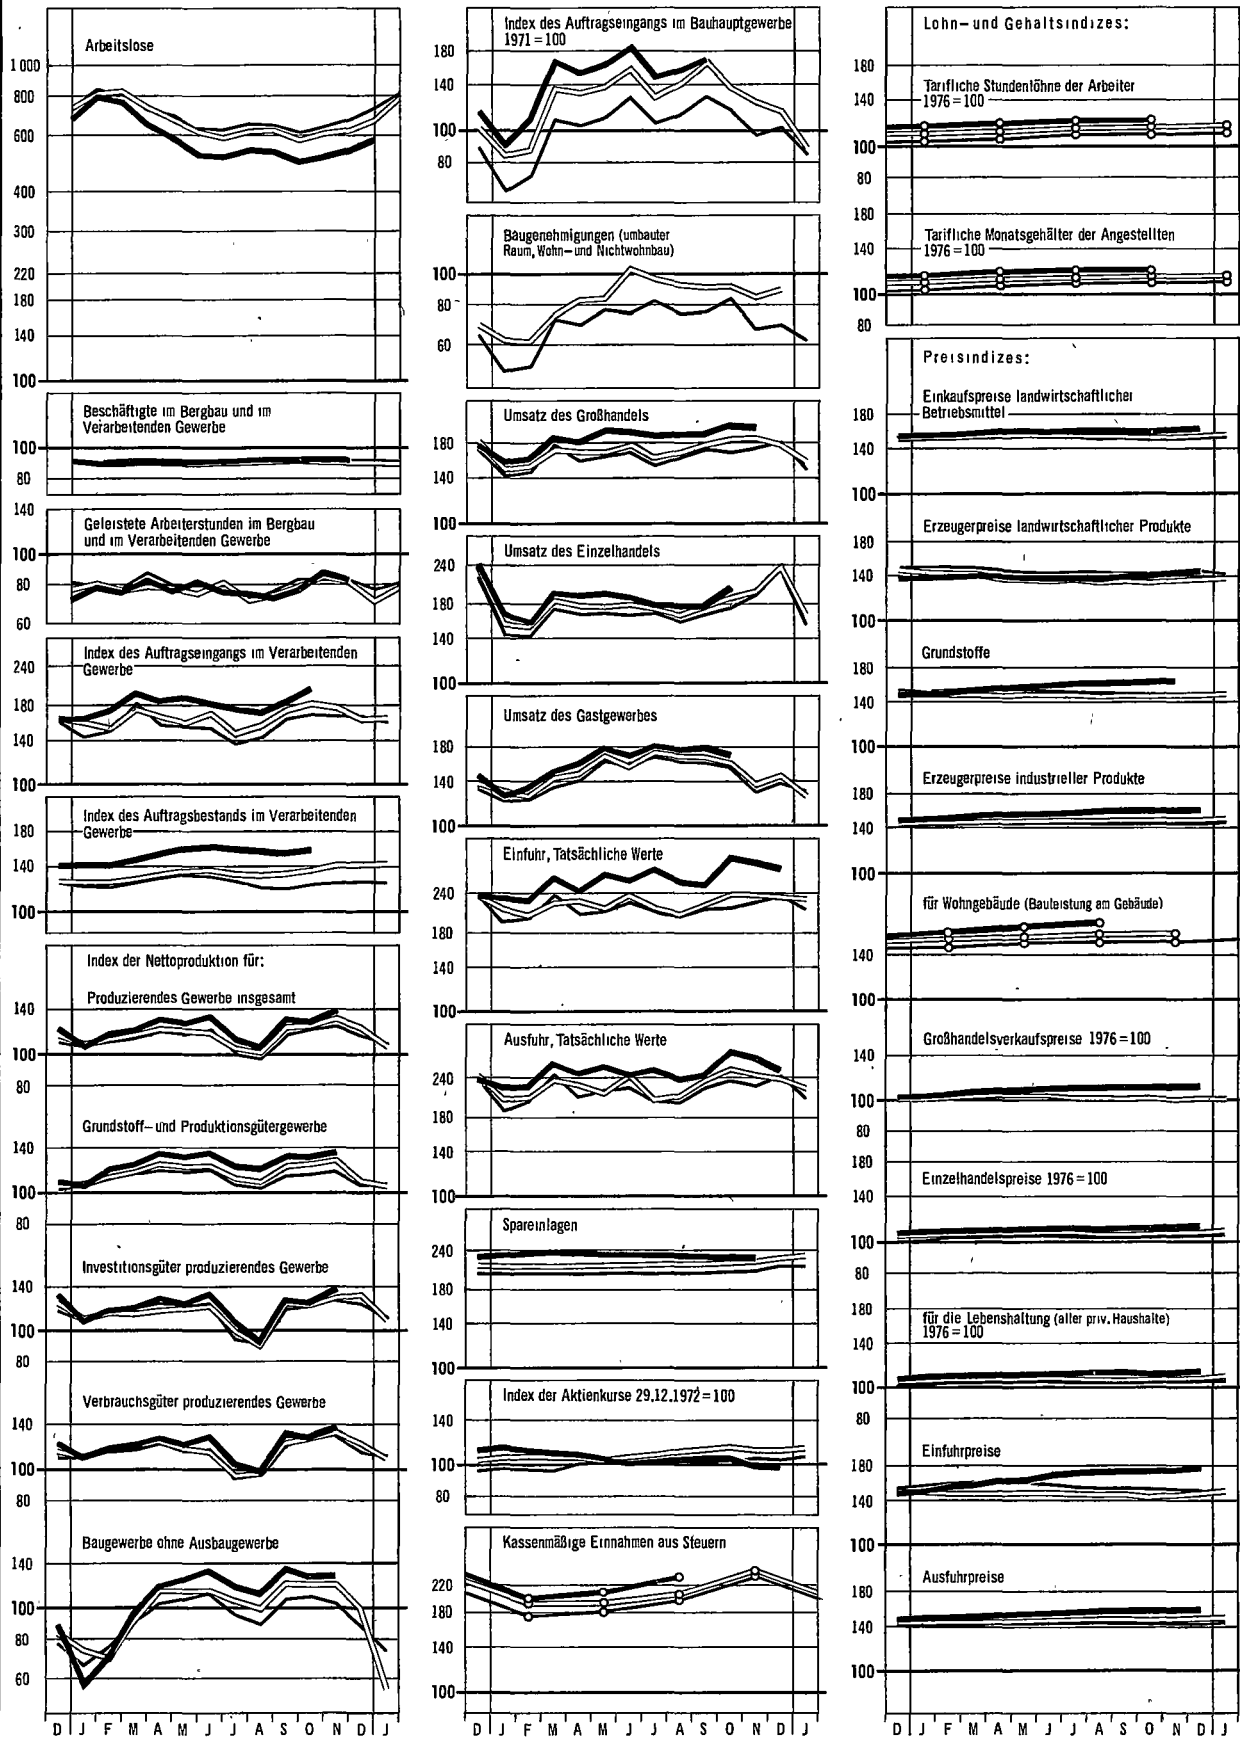 Arbeitslose
1 000
800
600
400
300
220
180
140
100
Beschäftigte im Bergbau und im
Verarbeitenden Gewerbe
100
80
140
Geleistete Arbeiterstunden im Bergbau
und im Verarbeitenden Gewerbe
100
80
60
Index des Auftragseingangs im Verarbeitenden
Gewerbe
240
180
140
100
Index des Auftragsbestands im Verarbeitenden
Gewerbe
180
140
100
Index der Nettoproduktion für:
Produzierendes Gewerbe insgesamt
140
100
80
Grundstoff- und Produktionsgütergewerbe
140
100
80
Investitionsgüter produzierendes Gewerbe
140
100
80
Verbrauchsgüter produzierendes Gewerbe
140
100
80
Baugewerbe ohne Ausbaugewerbe
140
100
80
60
D J F M A M J J A S O N D J
Index des Auftragseingangs im Bauhauptgewerbe
1971 = 100
180
140
100
80
Baugenehmigungen (umbauter
Raum, Wohn- und Nichtwohnbau)
100
80
60
Umsatz des Großhandels
180
140
100
Umsatz des Einzelhandels
240
180
140
100
Umsatz des Gastgewerbes
180
140
100
Einfuhr, Tatsächliche Werte
240
180
140
100
Ausfuhr, Tatsächliche Werte
240
180
140
100
Spareinlagen
240
180
140
100
Index der Aktienkurse 29.12.1972 = 100
140
100
80
Kassenmäßige Einnahmen aus Steuern
220
180
140
100
D J F M A M J J A S O N D J
Lohn- und Gehaltsindizes:
180
Tarifliche Stundenlöhne der Arbeiter
1976 = 100
140
100
80
180
Tarifliche Monatsgehälter der Angestellten
1976 = 100
140
100
80
Preisindizes:
Einkaufspreise landwirtschaftlicher
Betriebsmittel
180
140
100
Erzeugerpreise landwirtschaftlicher Produkte
180
140
100
Grundstoffe
180
140
100
Erzeugerpreise industrieller Produkte
180
140
100
für Wohngebäude (Bauleistung am Gebäude)
140
100
Großhandelsverkaufspreise 1976 = 100
140
100
80
180
Einzelhandelspreise 1976 = 100
140
100
80
180
für die Lebenshaltung (aller priv. Haushalte)
1976 = 100
140
100
80
Einfuhrpreise
180
140
100
Ausfuhrpreise
180
140
100
D J F M A M J J A S O N D J